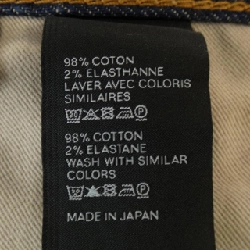 98% COTON
2% ELASTHANNE
LAVER AVEC COLORIS
SIMILAIRES
98% COTTON
2% ELASTANE
WASH WITH SIMILAR
COLORS
MADE IN JAPAN